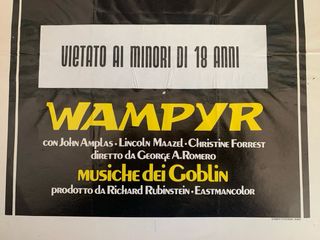 VIETATO AI MINORI DI 18 ANNI
WAMPYR
CON JOHN AMPLAS · LINCOLN MAAZEL · CHRISTINE FORREST
DIRETTO DA GEORGE A. ROMERO
MUSICHE DEI GOBLIN
PRODOTTO DA RICHARD RUBINSTEIN · EASTMANCOLOR